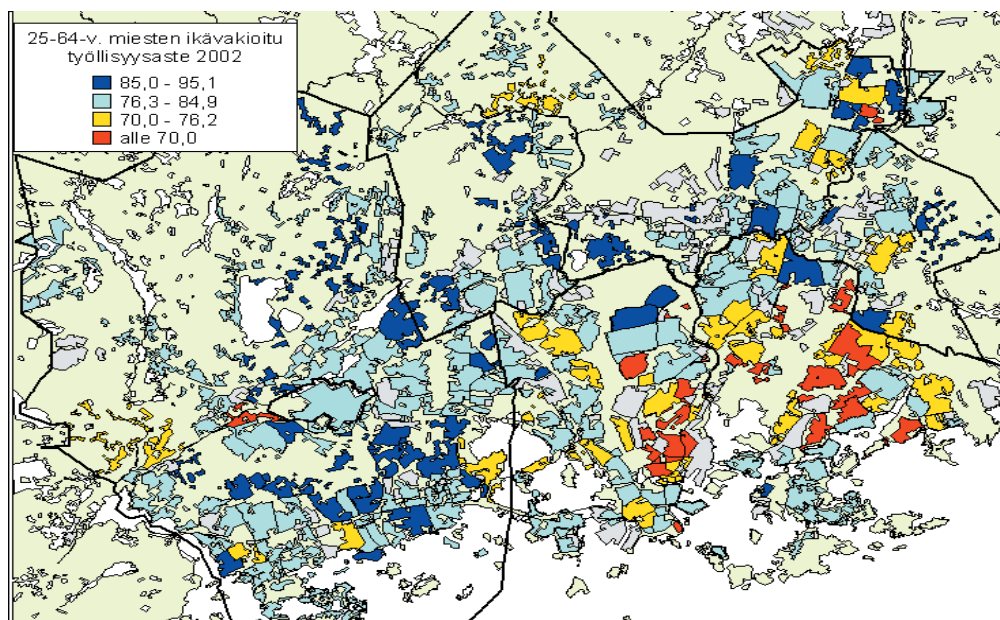 25-64-v. miesten ikävakioitu
työllisyysaste 2002
85,0 - 95,1
76,3 - 84,9
70,0 - 76,2
alle 70,0